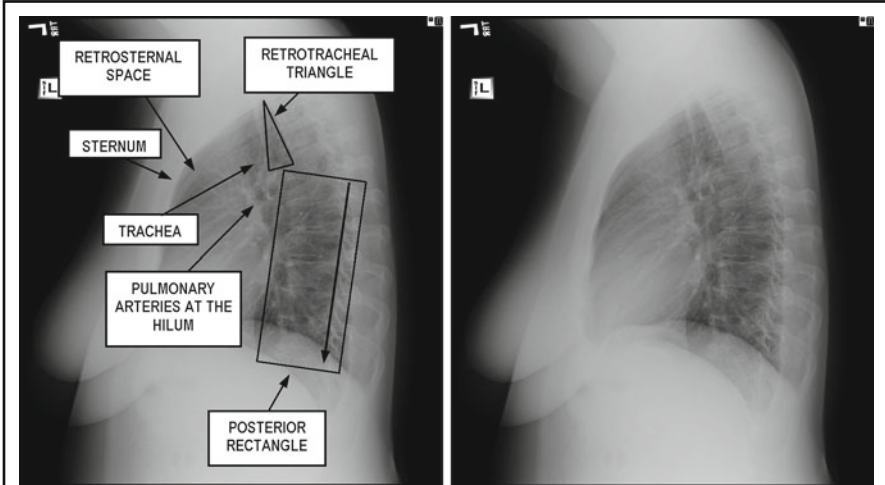 RETROSTERNAL
SPACE
RETROTRACHEAL
TRIANGLE
L
STERNUM
TRACHEA
PULMONARY
ARTERIES AT THE
HILUM
POSTERIOR
RECTANGLE
L